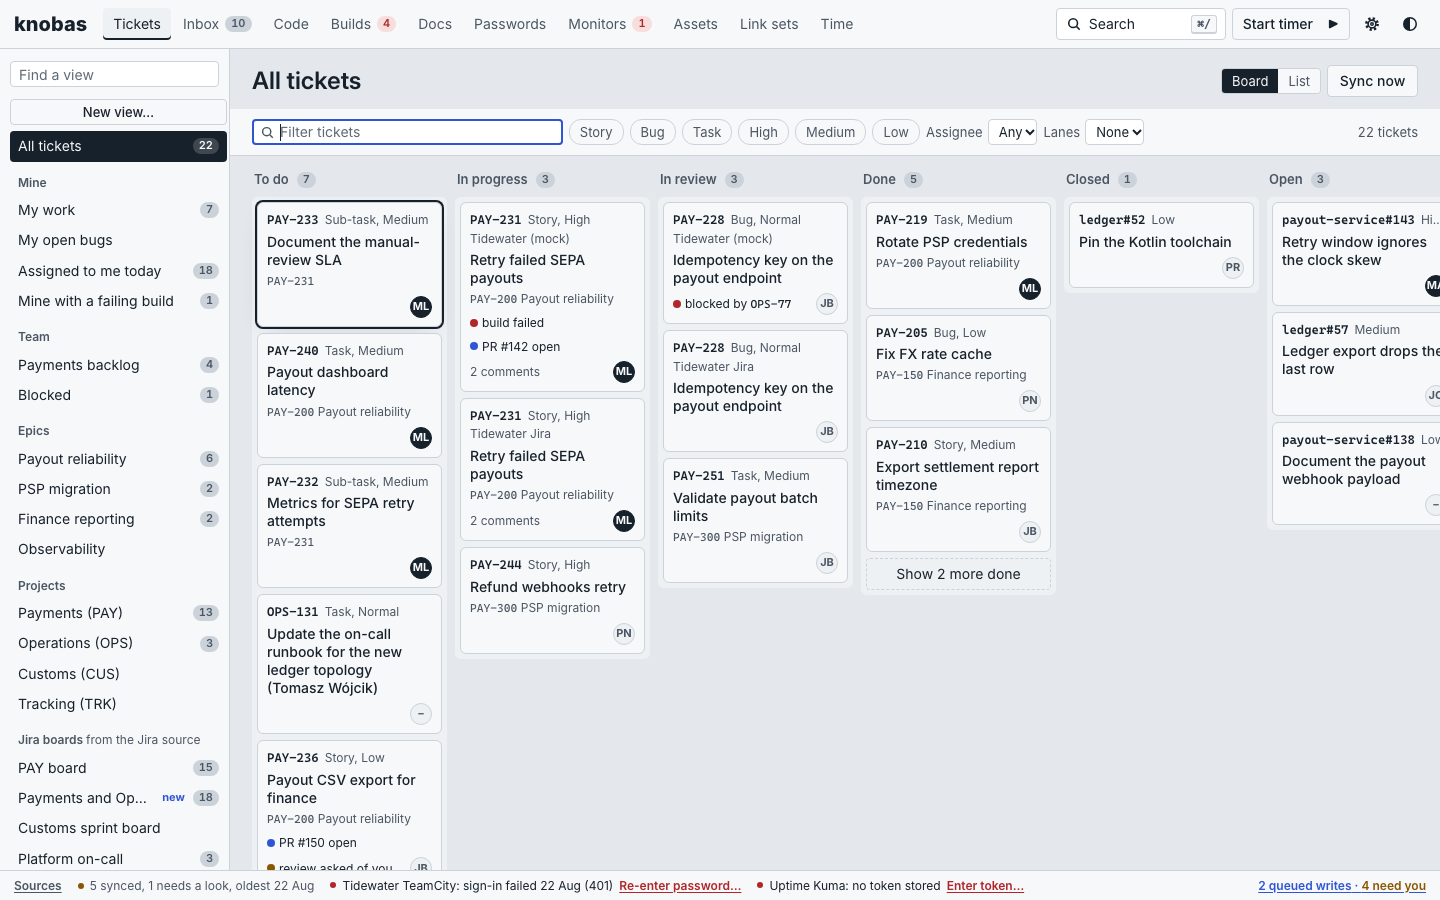 knobas
Tickets
Inbox 10
Code
Builds 4
Docs
Passwords
Monitors 1
Assets
Link sets
Time
Search ⌘/
Start timer
Find a view
New view...
All tickets 22
Mine
My work 7
My open bugs
Assigned to me today 18
Mine with a failing build 1
Team
Payments backlog 4
Blocked 1
Epics
Payout reliability 6
PSP migration 2
Finance reporting 2
Observability
Projects
Payments (PAY) 13
Operations (OPS) 3
Customs (CUS)
Tracking (TRK)
Jira boards from the Jira source
PAY board 15
Payments and Op... new 18
Customs sprint board
Platform on-call 3
All tickets
Board
List
Sync now
Filter tickets
Story
Bug
Task
High
Medium
Low
Assignee Any
Lanes None
22 tickets
To do 7
PAY-233 Sub-task, Medium
Document the manual-
review SLA
PAY-231
ML
PAY-240 Task, Medium
Payout dashboard
latency
PAY-200 Payout reliability
ML
PAY-232 Sub-task, Medium
Metrics for SEPA retry
attempts
PAY-231
ML
OPS-131 Task, Normal
Update the on-call
runbook for the new
ledger topology
(Tomasz Wójcik)
–
PAY-236 Story, Low
Payout CSV export for
finance
PAY-200 Payout reliability
PR #150 open
review asked of you
JB
In progress 3
PAY-231 Story, High
Tidewater (mock)
Retry failed SEPA
payouts
PAY-200 Payout reliability
build failed
PR #142 open
2 comments
ML
PAY-231 Story, High
Tidewater Jira
Retry failed SEPA
payouts
PAY-200 Payout reliability
2 comments
ML
PAY-244 Story, High
Refund webhooks retry
PAY-300 PSP migration
PN
In review 3
PAY-228 Bug, Normal
Tidewater (mock)
Idempotency key on the
payout endpoint
blocked by OPS-77
JB
PAY-228 Bug, Normal
Tidewater Jira
Idempotency key on the
payout endpoint
JB
PAY-251 Task, Medium
Validate payout batch
limits
PAY-300 PSP migration
JB
Done 5
PAY-219 Task, Medium
Rotate PSP credentials
PAY-200 Payout reliability
ML
PAY-205 Bug, Low
Fix FX rate cache
PAY-150 Finance reporting
PN
PAY-210 Story, Medium
Export settlement report
timezone
PAY-150 Finance reporting
JB
Show 2 more done
Closed 1
ledger#52 Low
Pin the Kotlin toolchain
PR
Open 3
payout-service#143 Hi...
Retry window ignores
the clock skew
ledger#57 Medium
Ledger export drops the
last row
payout-service#138 Low
Document the payout
webhook payload
–
Sources
5 synced, 1 needs a look, oldest 22 Aug
Tidewater TeamCity: sign-in failed 22 Aug (401) Re-enter password...
Uptime Kuma: no token stored Enter token...
2 queued writes · 4 need you